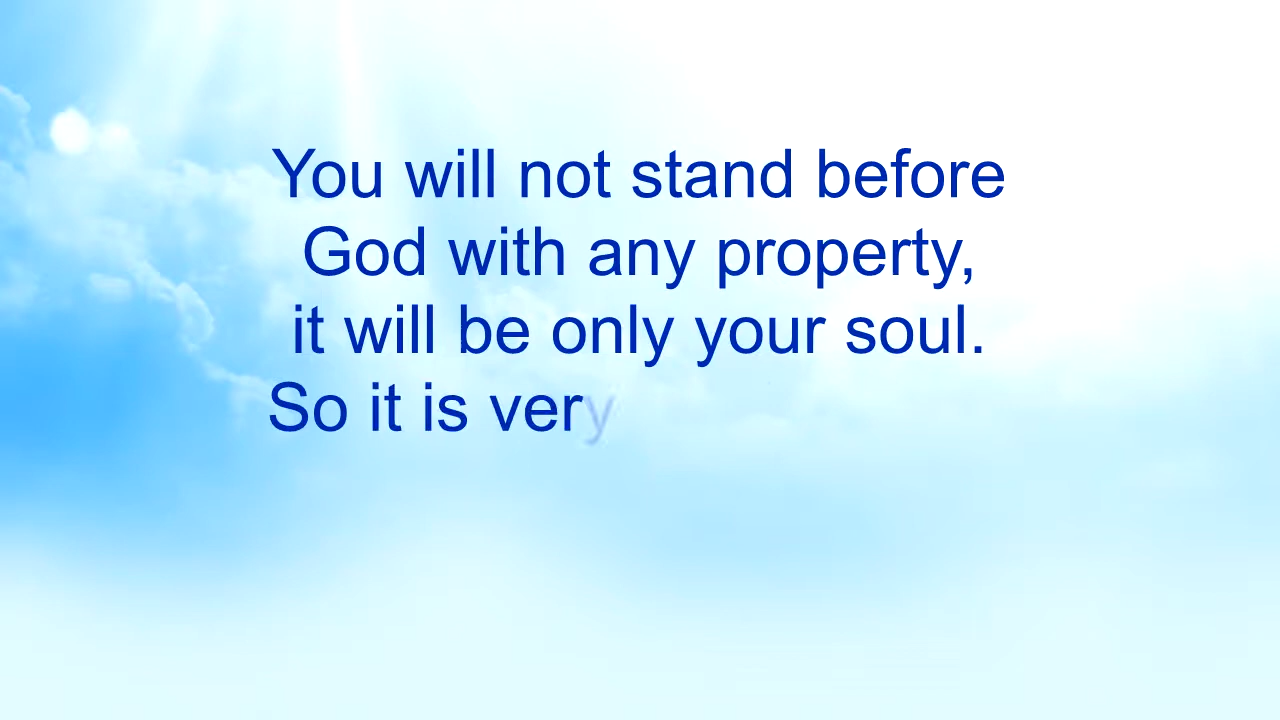 You will not stand before
God with any property,
it will be only your soul.
So it is very